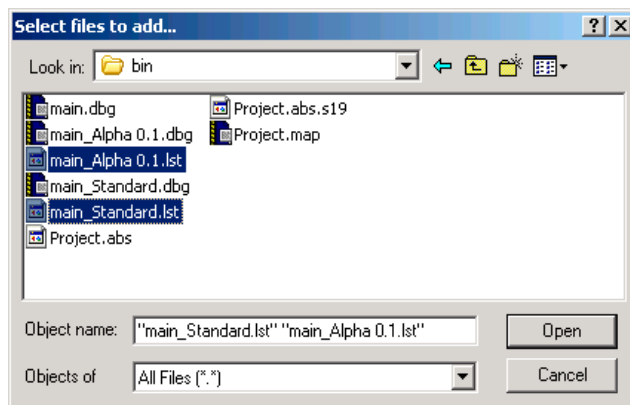 Select files to add...
Look in: bin
main.dbg
main_Alpha 0.1.dbg
main_Alpha 0.1.lst
main_Standard.dbg
main_Standard.lst
Project.abs
Project.abs.s19
Project.map
Object name: "main_Standard.lst" "main_Alpha 0.1.lst" Open
Objects of All Files (*.*) Cancel